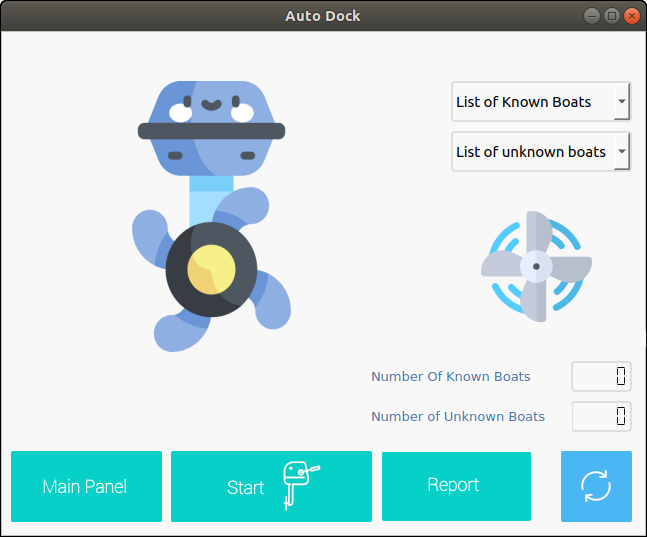 Auto Dock
List of Known Boats
List of unknown boats
Number Of Known Boats 0
Number of Unknown Boats 0
Main Panel
Start
Report